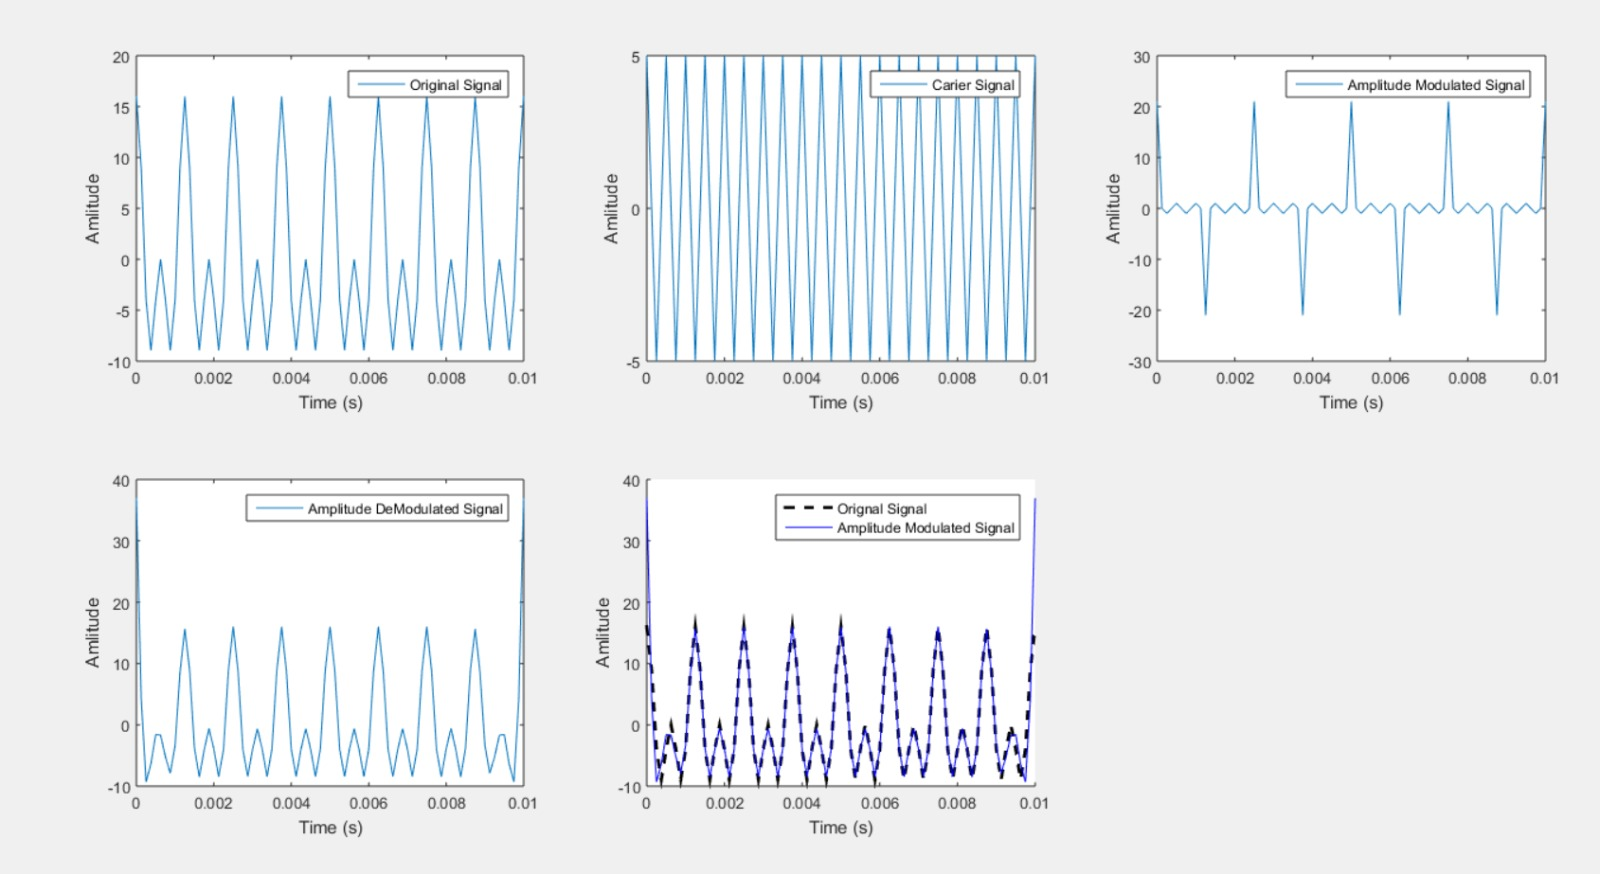 20
15
10
5
0
-5
-10
Amlitude
Original Signal
0 0.002 0.004 0.006 0.008 0.01
Time (s)
5
0
-5
Amlitude
Carier Signal
0 0.002 0.004 0.006 0.008 0.01
Time (s)
30
20
10
0
-10
-20
-30
Amlitude
Amplitude Modulated Signal
0 0.002 0.004 0.006 0.008 0.01
Time (s)
40
30
20
10
0
-10
Amlitude
Amplitude DeModulated Signal
0 0.002 0.004 0.006 0.008 0.01
Time (s)
40
30
20
10
0
-10
Amlitude
Orignal Signal
Amplitude Modulated Signal
0 0.002 0.004 0.006 0.008 0.01
Time (s)